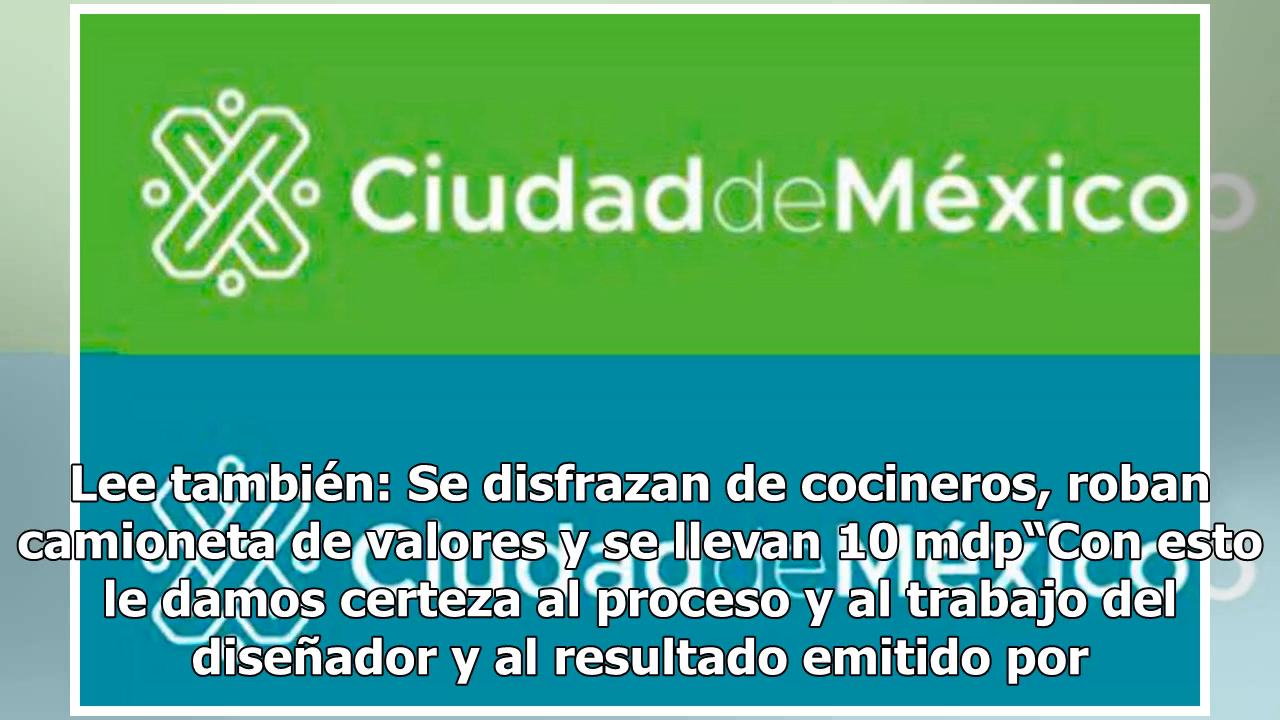 CiudaddeMéxico
CiudaddeMéxico
Lee también: Se disfrazan de cocineros, roban
camioneta de valores y se llevan 10 mdp“Con esto
le damos certeza al proceso y al trabajo del
diseñador y al resultado emitido por